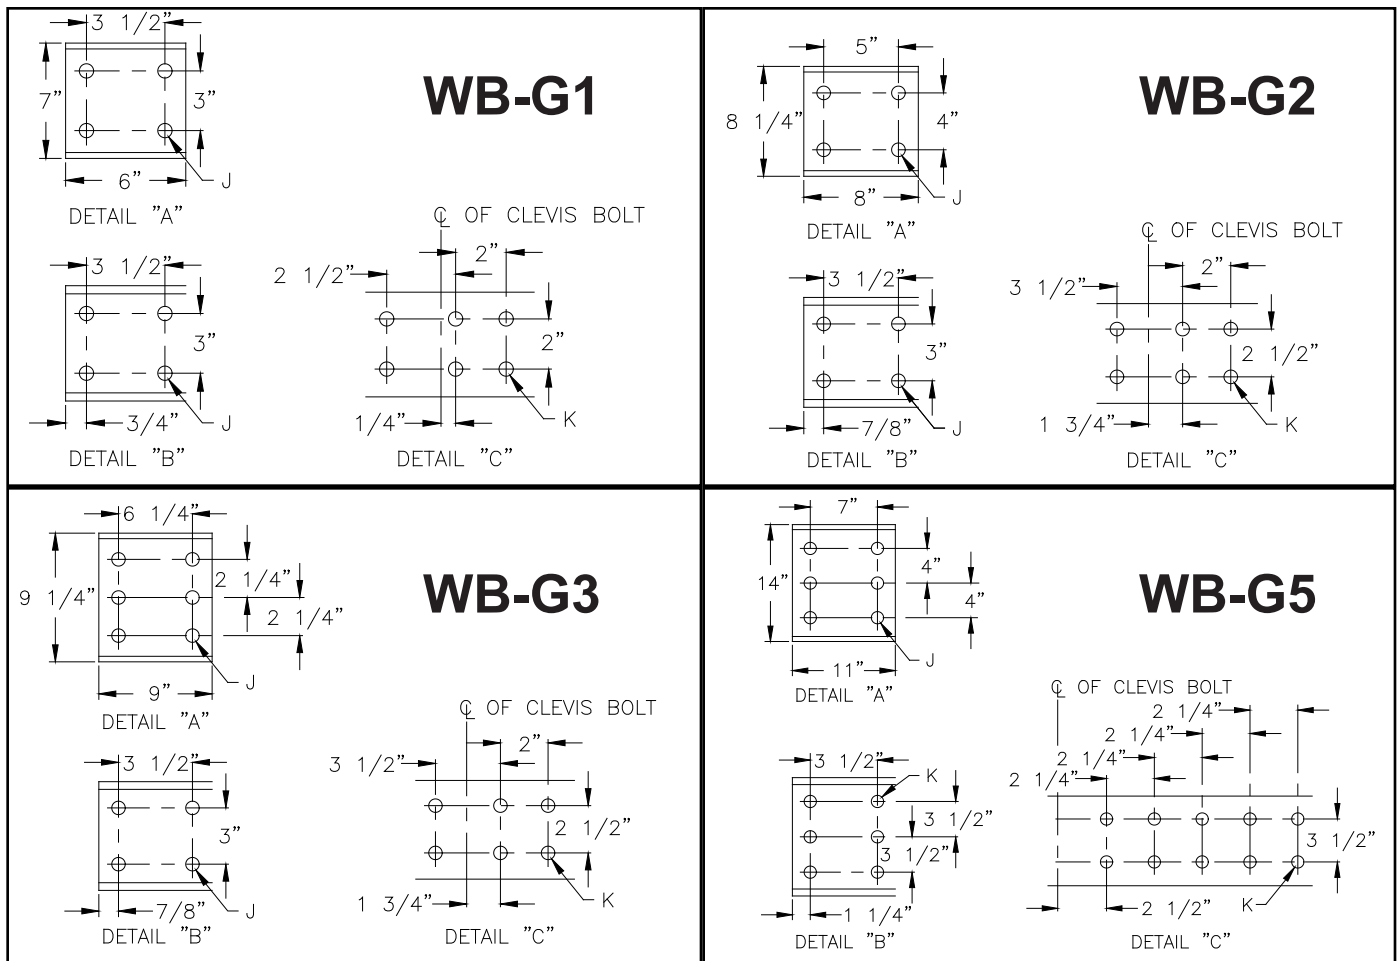 3 1/2”
7”
3”
WB-G1
6”
J
DETAIL ”A”
3 1/2”
3”
3/4”
J
DETAIL ”B”
℄ OF CLEVIS BOLT
2”
2 1/2”
2”
1/4”
K
DETAIL ”C”
5”
8 1/4”
4”
WB-G2
8”
J
DETAIL ”A”
3 1/2”
3”
7/8”
J
DETAIL ”B”
℄ OF CLEVIS BOLT
2”
3 1/2”
2 1/2”
1 3/4”
K
DETAIL ”C”
6 1/4”
2 1/4”
9 1/4”
2 1/4”
WB-G3
J
9”
DETAIL ”A”
3 1/2”
3”
7/8”
J
DETAIL ”B”
℄ OF CLEVIS BOLT
2”
3 1/2”
2 1/2”
1 3/4”
K
DETAIL ”C”
7”
4”
14”
4”
WB-G5
J
11”
DETAIL ”A”
3 1/2”
K
3 1/2”
3 1/2”
1 1/4”
DETAIL ”B”
℄ OF CLEVIS BOLT
2 1/4”
2 1/4”
2 1/4”
2 1/4”
3 1/2”
2 1/2”
K
DETAIL ”C”